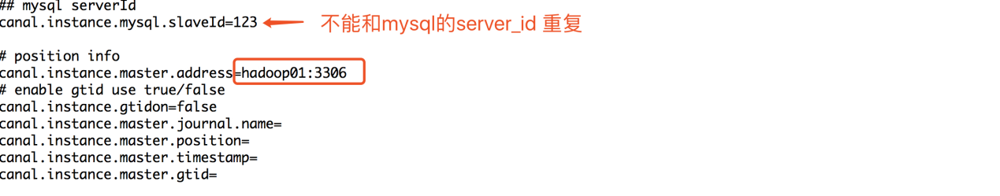 ## mysql serverId
canal.instance.mysql.slaveId=123 不能和mysql的server_id 重复
# position info
canal.instance.master.address=hadoop01:3306
# enable gtid use true/false
canal.instance.gtidon=false
canal.instance.master.journal.name=
canal.instance.master.position=
canal.instance.master.timestamp=
canal.instance.master.gtid=